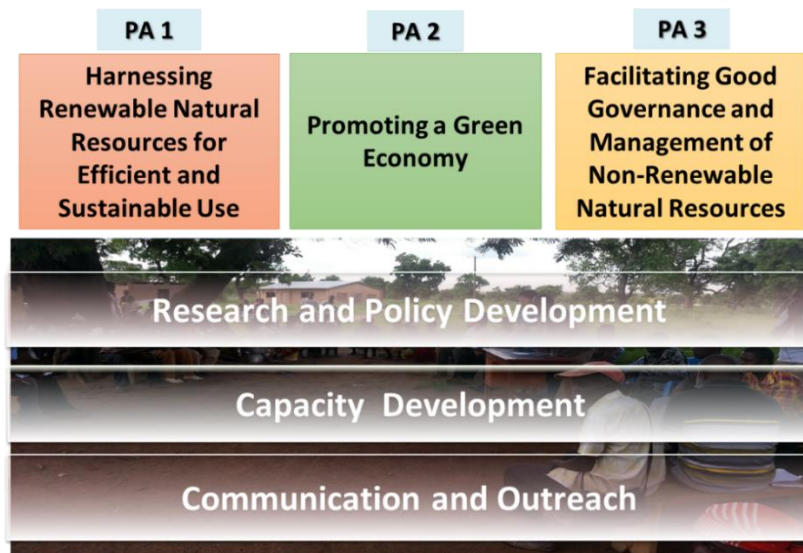 PA 1
Harnessing
Renewable Natural
Resources for
Efficient and
Sustainable Use
PA 2
Promoting a Green
Economy
PA 3
Facilitating Good
Governance and
Management of
Non-Renewable
Natural Resources
Research and Policy Development
Capacity Development
Communication and Outreach